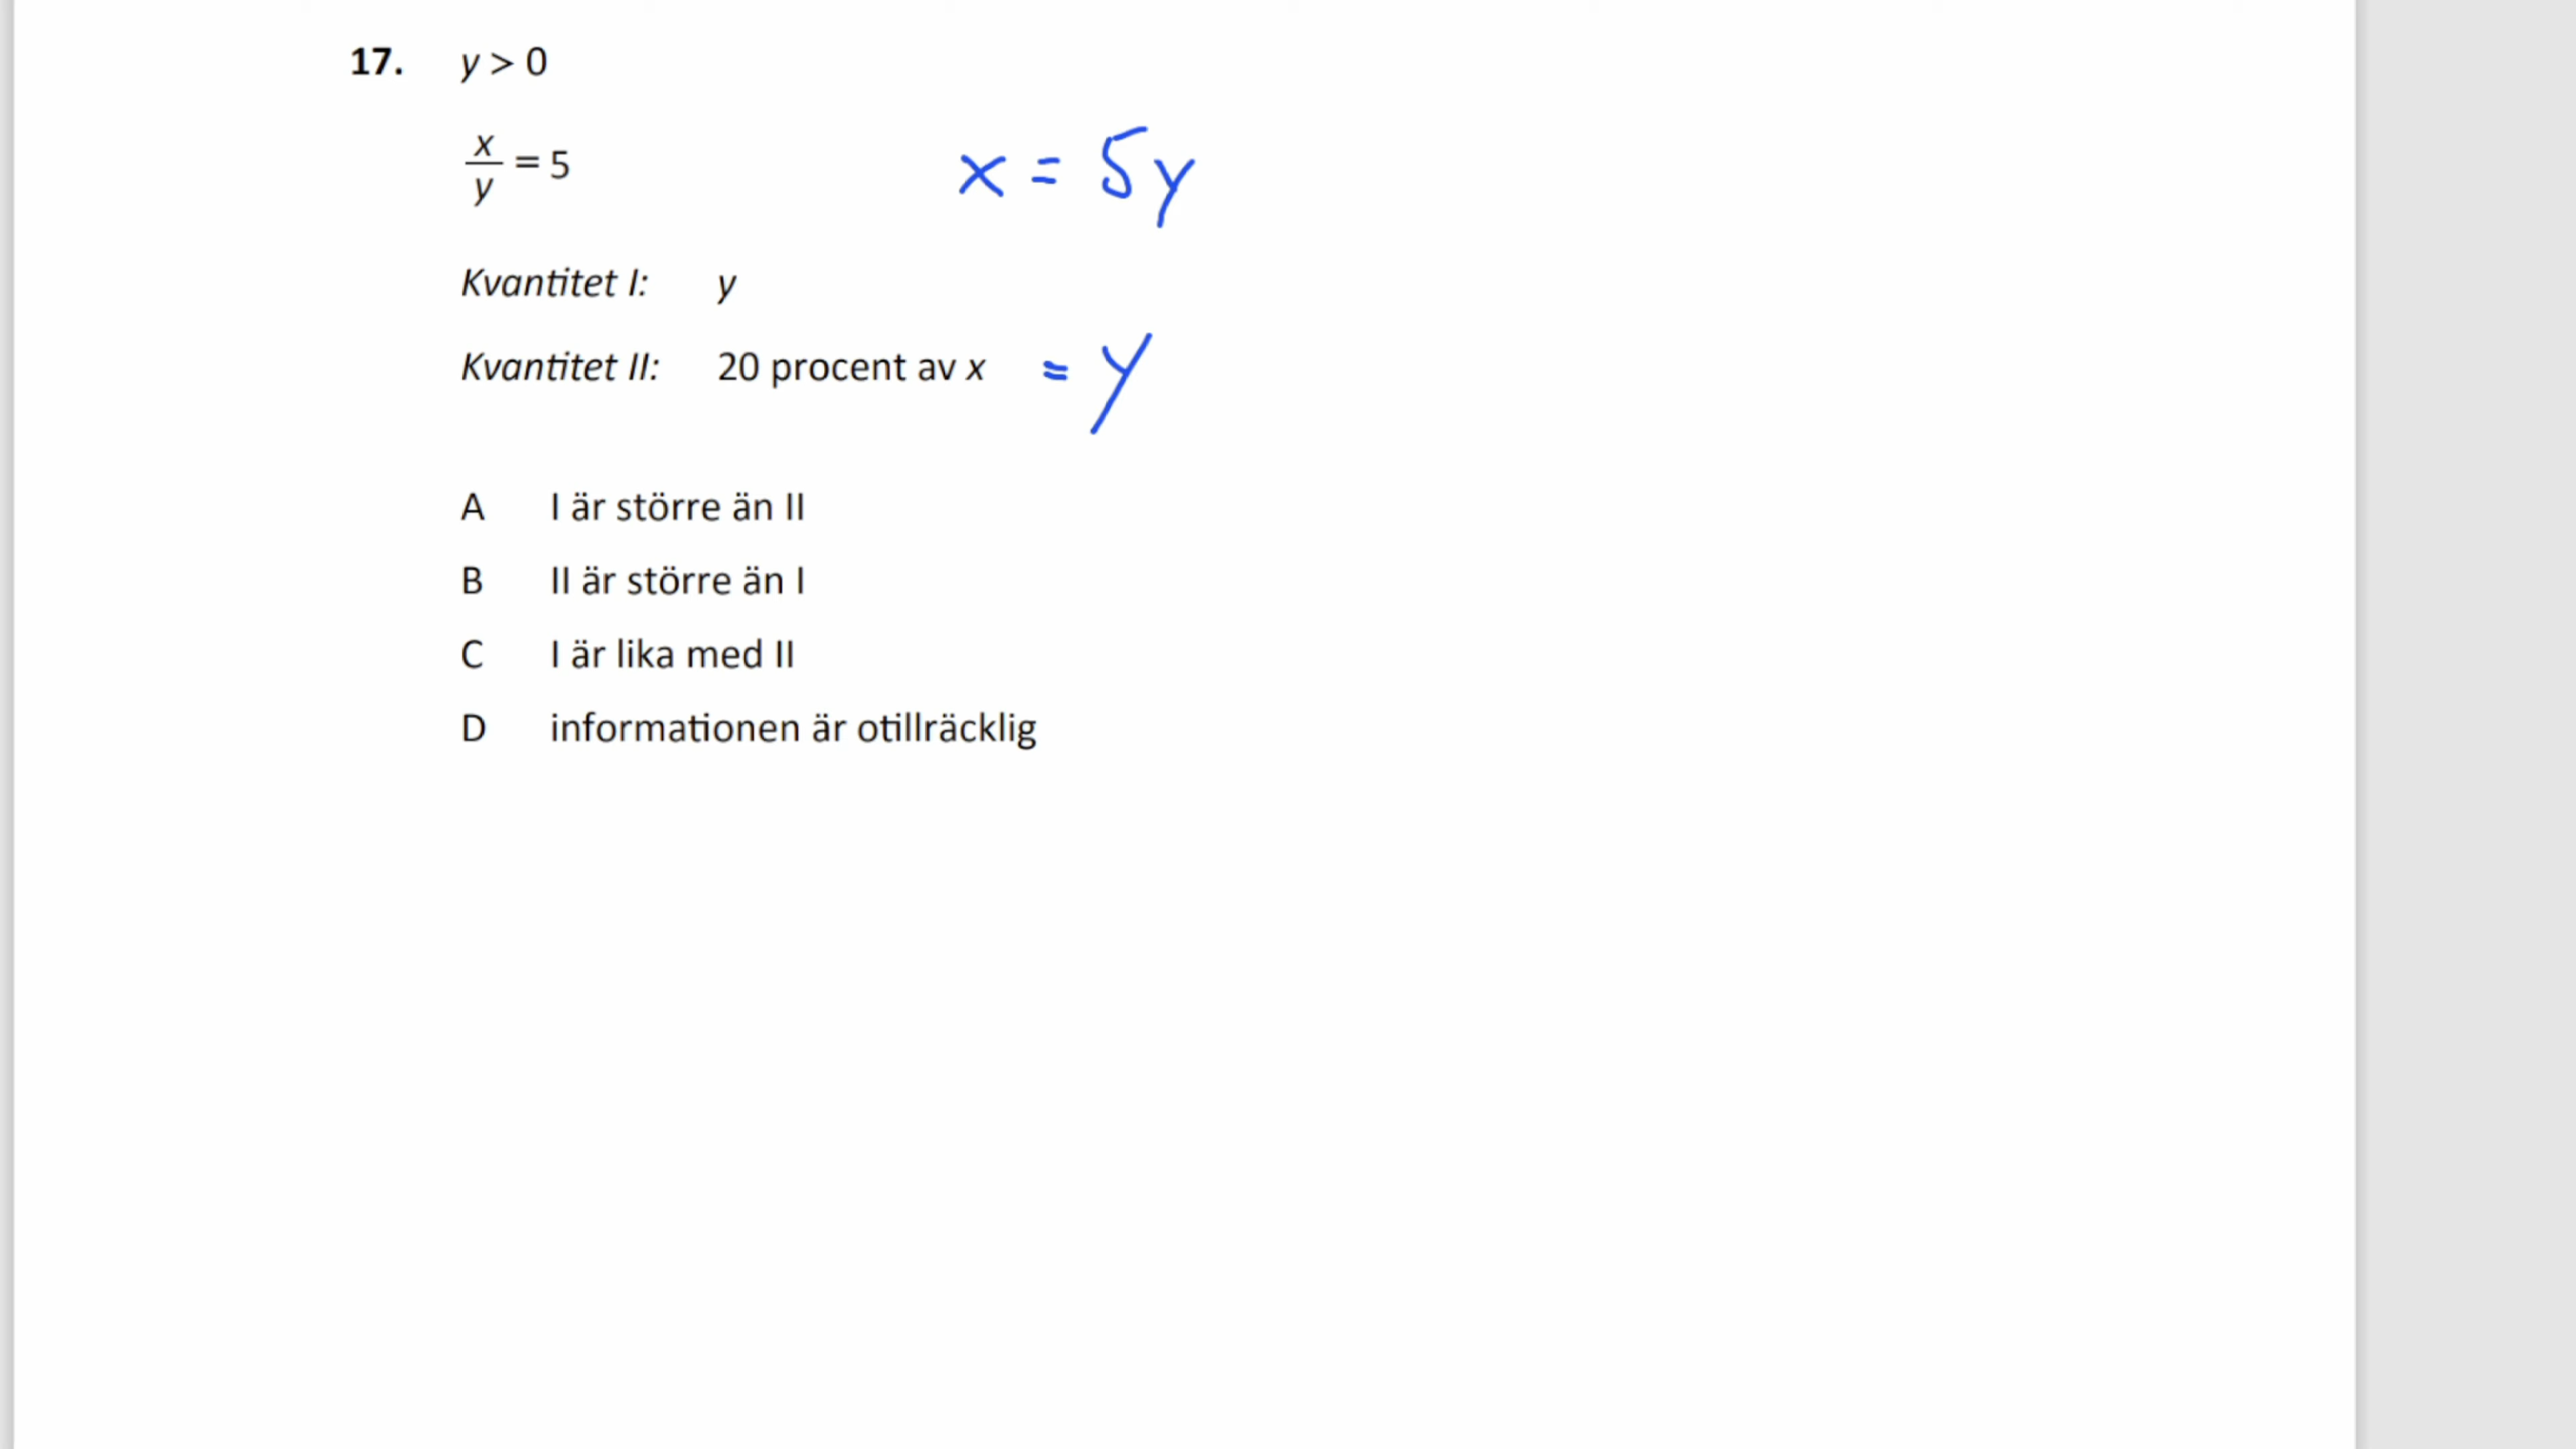 17. y > 0
x/y = 5
x = 5y
Kvantitet I: y
Kvantitet II: 20 procent av x = y
A I är större än II
B II är större än I
C I är lika med II
D informationen är otillräcklig